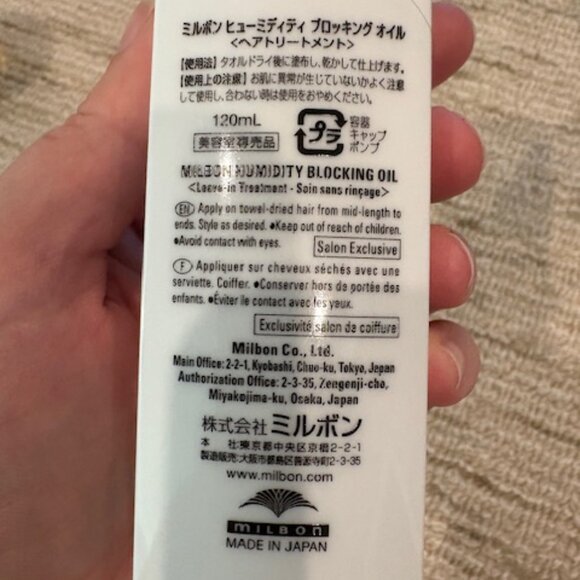 ミルボン ヒューミディティ ブロッキング オイル
<ヘアトリートメント>
【使用法】タオルドライ後に塗布し、乾かして仕上げます。
【使用上の注意】お肌に異常が生じていないかよく注意
して使用し、合わない時は使用をおやめください。
120mL
美容室専売品
プラ
容器
キャップ
ポンプ
MILBON HUMIDITY BLOCKING OIL
<Leave-in Treatment - Soin sans rinçage>
EN Apply on towel-dried hair from mid-length to
ends. Style as desired. •Keep out of reach of children.
•Avoid contact with eyes.
Salon Exclusive
F Appliquer sur cheveux séchés avec une
serviette. Coiffer. •Conserver hors de portée des
enfants. •Éviter le contact avec les yeux.
Exclusivité salon de coiffure
Milbon Co., Ltd.
Main Office: 2-2-1, Kyobashi, Chuo-ku, Tokyo, Japan
Authorization Office: 2-3-35, Zengenji-cho,
Miyakojima-ku, Osaka, Japan
株式会社 ミルボン
本 社:東京都中央区京橋2-2-1
製造販売:大阪市都島区善源寺町2-3-35
www.milbon.com
milbon
MADE IN JAPAN